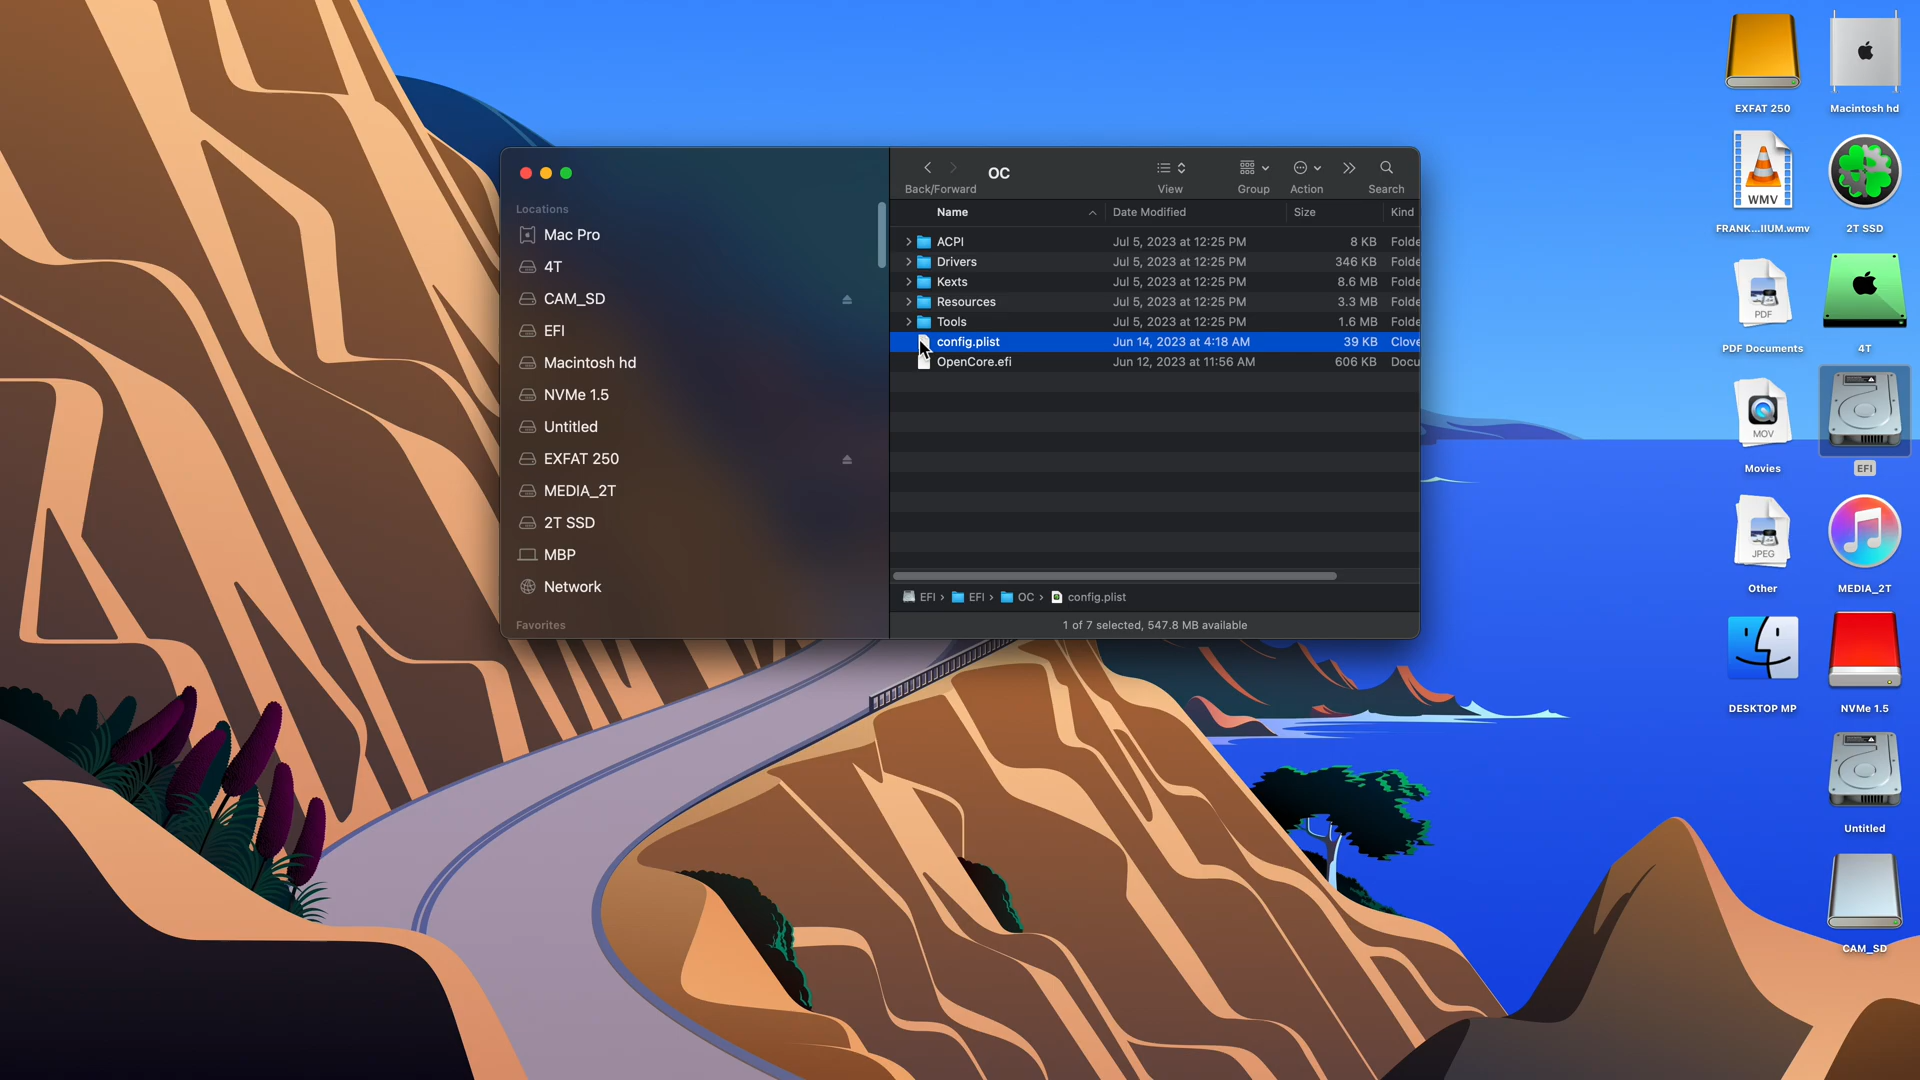 OC
Back/Forward
View
Group
Action
Search
Locations
Mac Pro
4T
CAM_SD
EFI
Macintosh hd
NVMe 1.5
Untitled
EXFAT 250
MEDIA_2T
2T SSD
MBP
Network
Favorites
Name Date Modified Size Kind
ACPI Jul 5, 2023 at 12:25 PM 8 KB Folde
Drivers Jul 5, 2023 at 12:25 PM 346 KB Folde
Kexts Jul 5, 2023 at 12:25 PM 8.6 MB Folde
Resources Jul 5, 2023 at 12:25 PM 3.3 MB Folde
Tools Jul 5, 2023 at 12:25 PM 1.6 MB Folde
config.plist Jun 14, 2023 at 4:18 AM 39 KB Clove
OpenCore.efi Jun 12, 2023 at 11:56 AM 606 KB Docu
EFI › EFI › OC › config.plist
1 of 7 selected, 547.8 MB available
EXFAT 250
Macintosh hd
WMV
FRANK...IIUM.wmv
2T SSD
PDF
PDF Documents
4T
MOV
Movies
EFI
JPEG
Other
MEDIA_2T
DESKTOP MP
NVMe 1.5
Untitled
CAM_SD